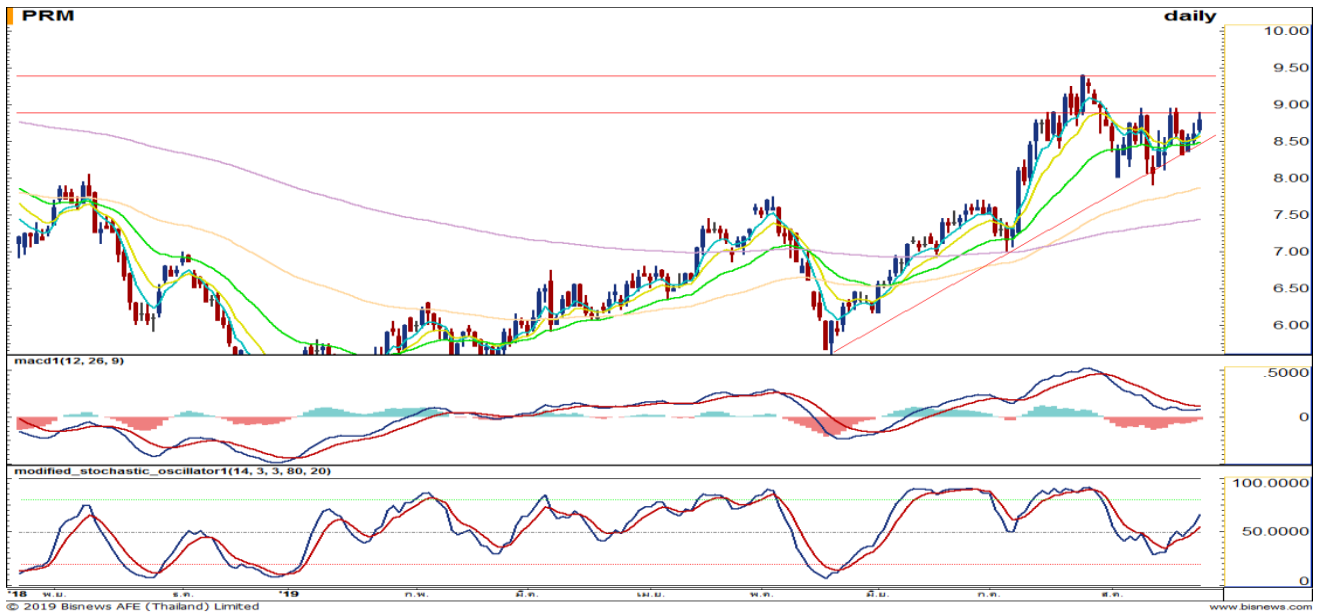 PRM daily
10.00
9.50
9.00
8.50
8.00
7.50
7.00
6.50
6.00
macd1(12, 26, 9)
.5000
0
modified_stochastic_oscillator1(14, 3, 3, 80, 20)
100.0000
50.0000
0
'18 พ.ย. ธ.ค. '19 ก.พ. มี.ค. เม.ย. พ.ค. มิ.ย. ก.ค. ส.ค.
© 2019 Bisnews AFE (Thailand) Limited www.bisnews.com